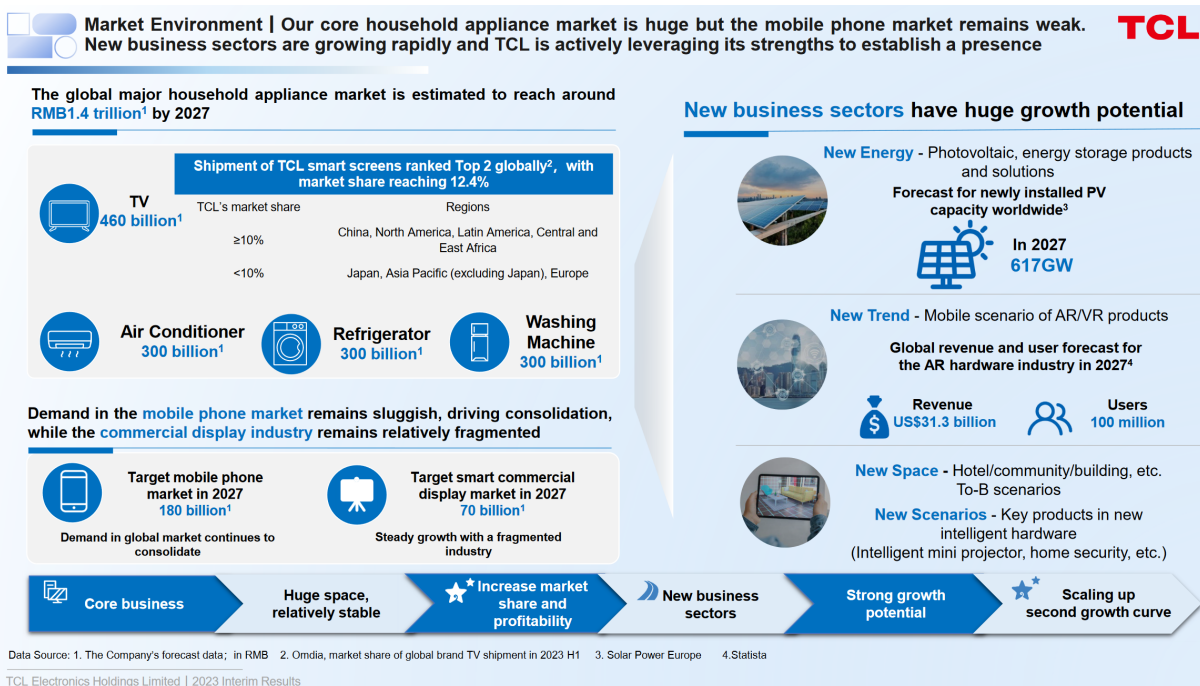 Market Environment | Our core household appliance market is huge but the mobile phone market remains weak.
New business sectors are growing rapidly and TCL is actively leveraging its strengths to establish a presence
TCL
The global major household appliance market is estimated to reach around
RMB1.4 trillion¹ by 2027
Shipment of TCL smart screens ranked Top 2 globally², with
market share reaching 12.4%
TV
460 billion¹
TCL's market share
Regions
≥10%
China, North America, Latin America, Central and
East Africa
<10%
Japan, Asia Pacific (excluding Japan), Europe
Air Conditioner
300 billion¹
Refrigerator
300 billion¹
Washing
Machine
300 billion¹
Demand in the mobile phone market remains sluggish, driving consolidation,
while the commercial display industry remains relatively fragmented
Target mobile phone
market in 2027
180 billion¹
Demand in global market continues to
consolidate
Target smart commercial
display market in 2027
70 billion¹
Steady growth with a fragmented
industry
New business sectors have huge growth potential
New Energy - Photovoltaic, energy storage products
and solutions
Forecast for newly installed PV
capacity worldwide³
In 2027
617GW
New Trend - Mobile scenario of AR/VR products
Global revenue and user forecast for
the AR hardware industry in 2027⁴
Revenue
US$31.3 billion
Users
100 million
New Space - Hotel/community/building, etc.
To-B scenarios
New Scenarios - Key products in new
intelligent hardware
(Intelligent mini projector, home security, etc.)
Core business
Huge space,
relatively stable
Increase market
share and
profitability
New business
sectors
Strong growth
potential
Scaling up
second growth curve
Data Source: 1. The Company's forecast data; in RMB 2. Omdia, market share of global brand TV shipment in 2023 H1 3. Solar Power Europe 4.Statista
TCL Electronics Holdings Limited | 2023 Interim Results